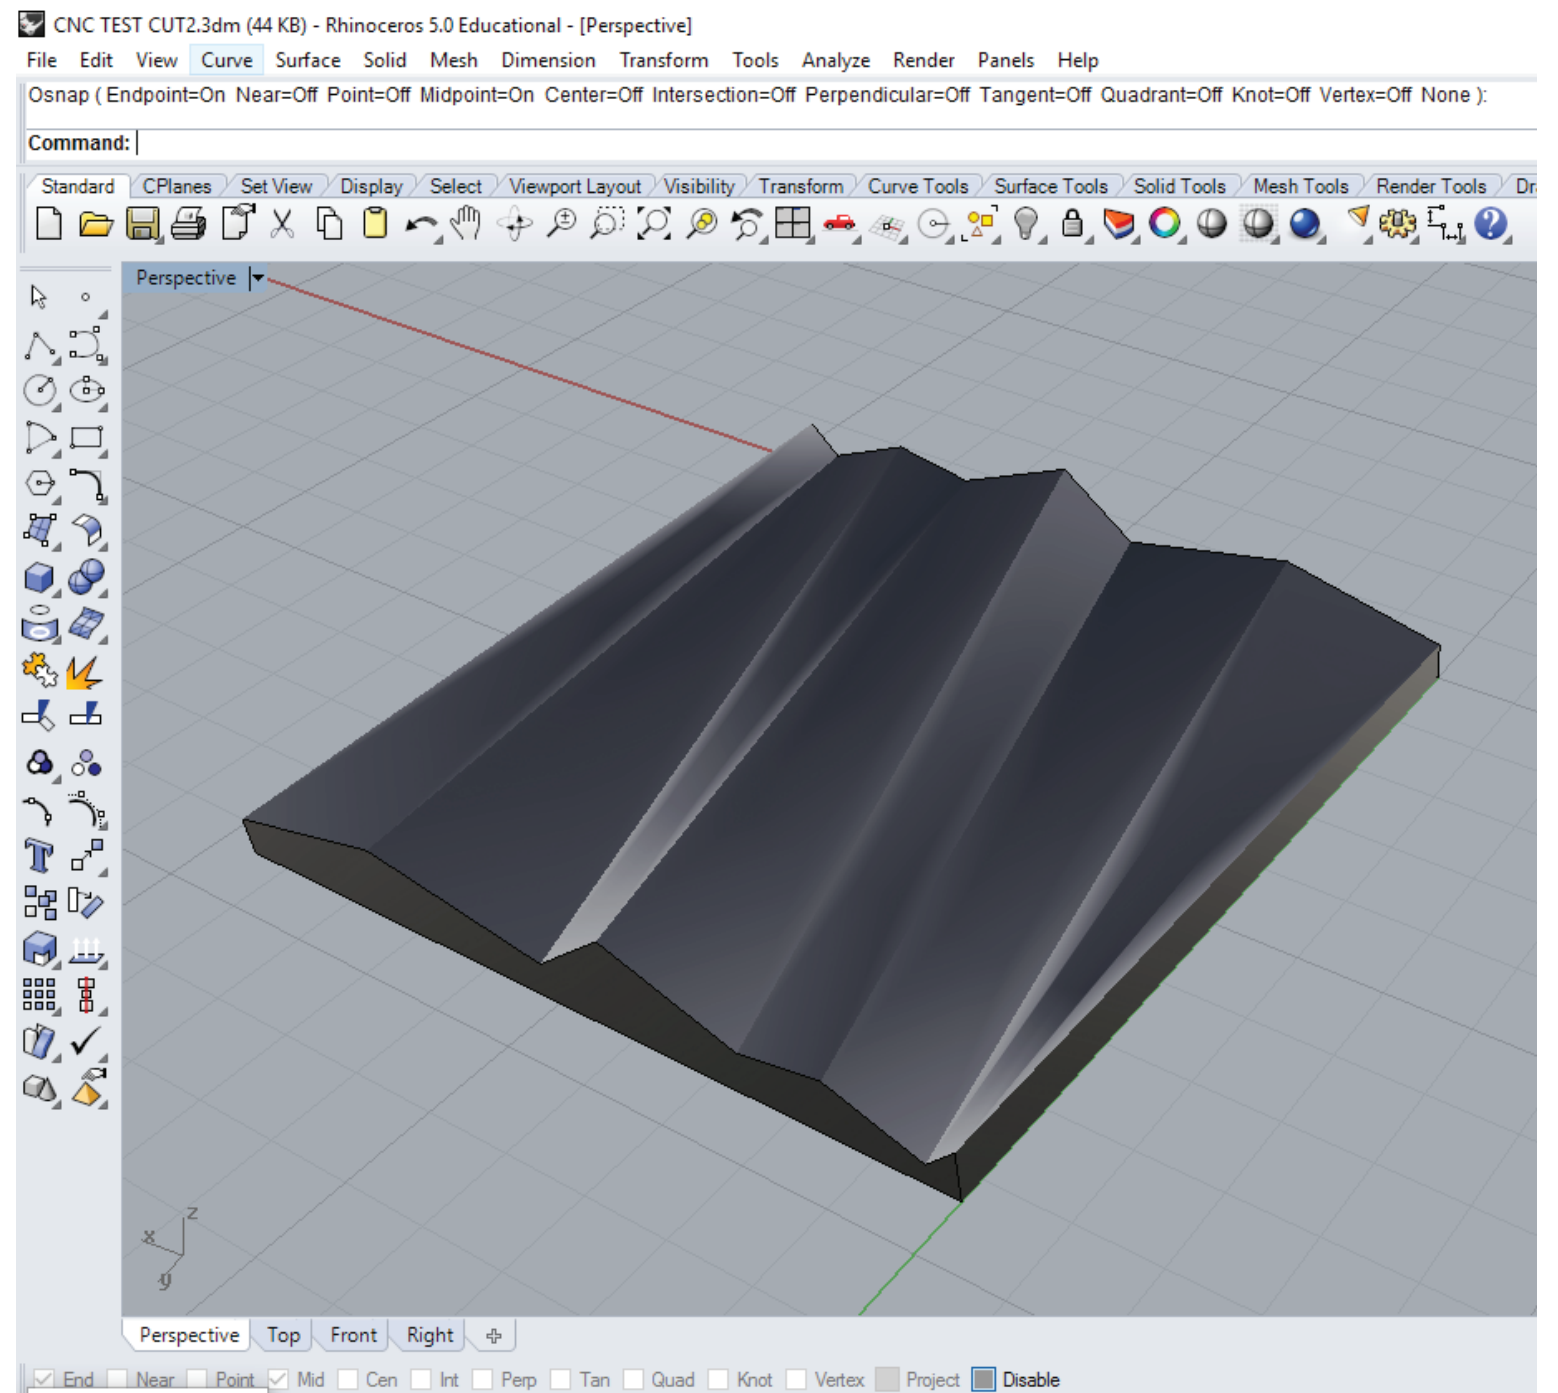 CNC TEST CUT2.3dm (44 KB) - Rhinoceros 5.0 Educational - [Perspective]
File Edit View Curve Surface Solid Mesh Dimension Transform Tools Analyze Render Panels Help
Osnap ( Endpoint=On Near=Off Point=Off Midpoint=On Center=Off Intersection=Off Perpendicular=Off Tangent=Off Quadrant=Off Knot=Off Vertex=Off None ):
Command:
Standard CPlanes Set View Display Select Viewport Layout Visibility Transform Curve Tools Surface Tools Solid Tools Mesh Tools Render Tools Dr
Perspective
z
x
y
Perspective Top Front Right
End Near Point Mid Cen Int Perp Tan Quad Knot Vertex Project Disable